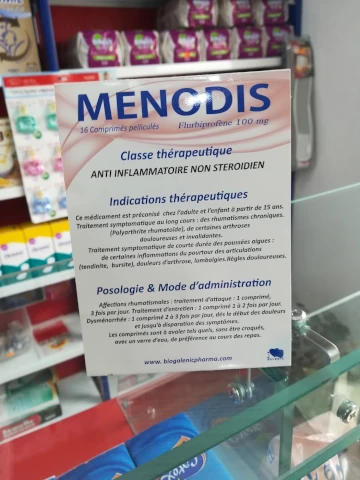 MENODIS
16 Comprimés pelliculés
Flurbiprofène 100 mg
Classe thérapeutique
ANTI INFLAMMATOIRE NON STEROIDIEN
Indications thérapeutiques
Ce médicament est préconisé chez l'adulte et l'enfant à partir de 15 ans.
Traitement symptomatique au long cours : des rhumatismes chroniques.
(Polyarthrite rhumatoïde), de certaines arthroses
douloureuses et invalidantes.
Traitement symptomatique de courte durée des poussées aigues :
de certaines inflammations du pourtour des articulations
(tendinite, bursite), douleurs d'arthrose, lombalgies.Règles douloureuses.
Posologie & Mode d'administration
Affections rhumatismales : traitement d'attaque : 1 comprimé,
3 fois par jour. Traitement d'entretien : 1 comprimé 1 à 2 fois par jour.
Dysménorrhée : 1 comprimé 2 à 3 fois par jour, dès le début des douleurs
et jusqu'à disparation des symptômes.
Les comprimés sont à avaler tels quels, sans être croqués,
avec un verre d'eau, de préférence au cours des repas.
www.biogalenicpharma.com